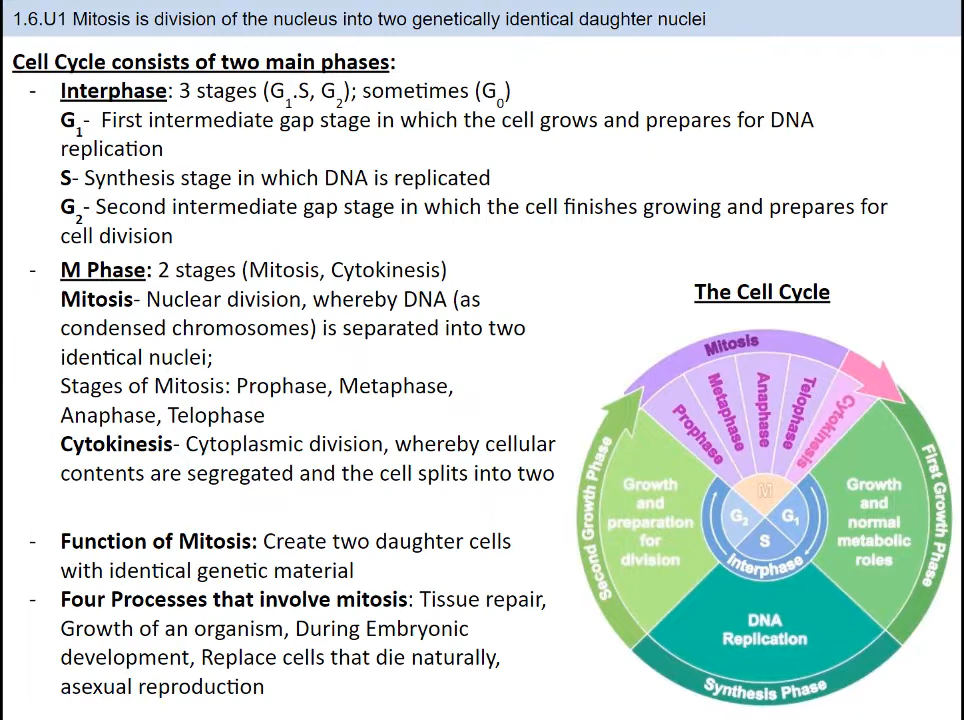 1.6.U1 Mitosis is division of the nucleus into two genetically identical daughter nuclei
Cell Cycle consists of two main phases:
- Interphase: 3 stages (G1.S, G2); sometimes (G0)
G1- First intermediate gap stage in which the cell grows and prepares for DNA
replication
S- Synthesis stage in which DNA is replicated
G2- Second intermediate gap stage in which the cell finishes growing and prepares for
cell division
- M Phase: 2 stages (Mitosis, Cytokinesis)
Mitosis- Nuclear division, whereby DNA (as
condensed chromosomes) is separated into two
identical nuclei;
Stages of Mitosis: Prophase, Metaphase,
Anaphase, Telophase
Cytokinesis- Cytoplasmic division, whereby cellular
contents are segregated and the cell splits into two
- Function of Mitosis: Create two daughter cells
with identical genetic material
- Four Processes that involve mitosis: Tissue repair,
Growth of an organism, During Embryonic
development, Replace cells that die naturally,
asexual reproduction
The Cell Cycle
Mitosis
Prophase
Metaphase
Anaphase
Telophase
Cytokinesis
Second Growth Phase
Growth
and
preparation
for
division
M
G2
G1
S
Interphase
Growth
and
normal
metabolic
roles
First Growth Phase
DNA
Replication
Synthesis Phase